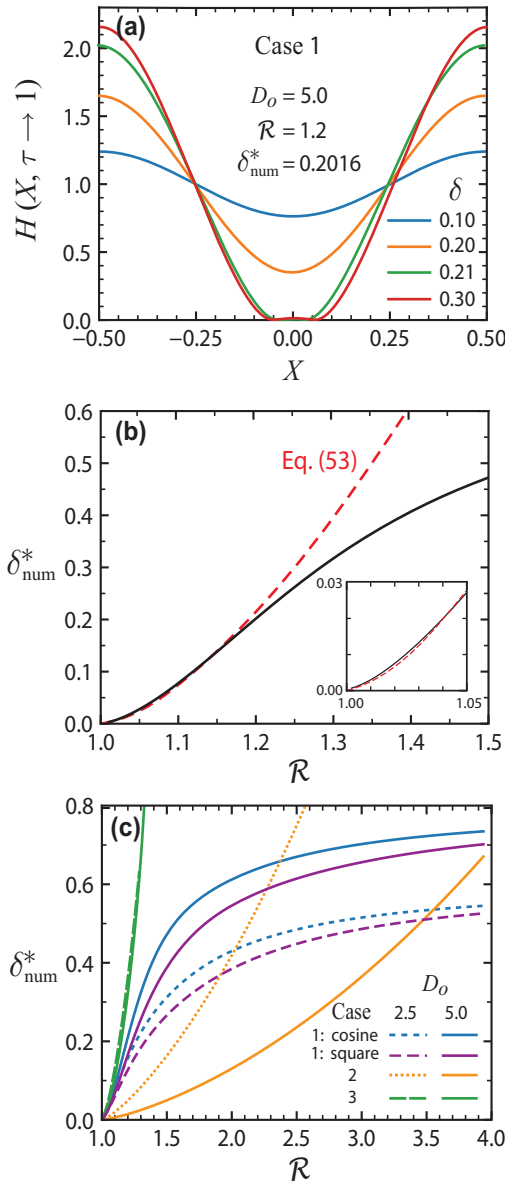 (a)
Case 1
D_o = 5.0
ℛ = 1.2
δ*_num = 0.2016
H(X, τ → 1)
2.0
1.5
1.0
0.5
0.0
δ
0.10
0.20
0.21
0.30
−0.50 −0.25 0.00 0.25 0.50
X
(b)
Eq. (53)
δ*_num
0.6
0.5
0.4
0.3
0.2
0.1
0.0
0.03
0.00
1.00 1.05
1.0 1.1 1.2 1.3 1.4 1.5
ℛ
(c)
δ*_num
0.8
0.6
0.4
0.2
0.0
D_o
Case 2.5 5.0
1: cosine
1: square
2
3
1.0 1.5 2.0 2.5 3.0 3.5 4.0
ℛ